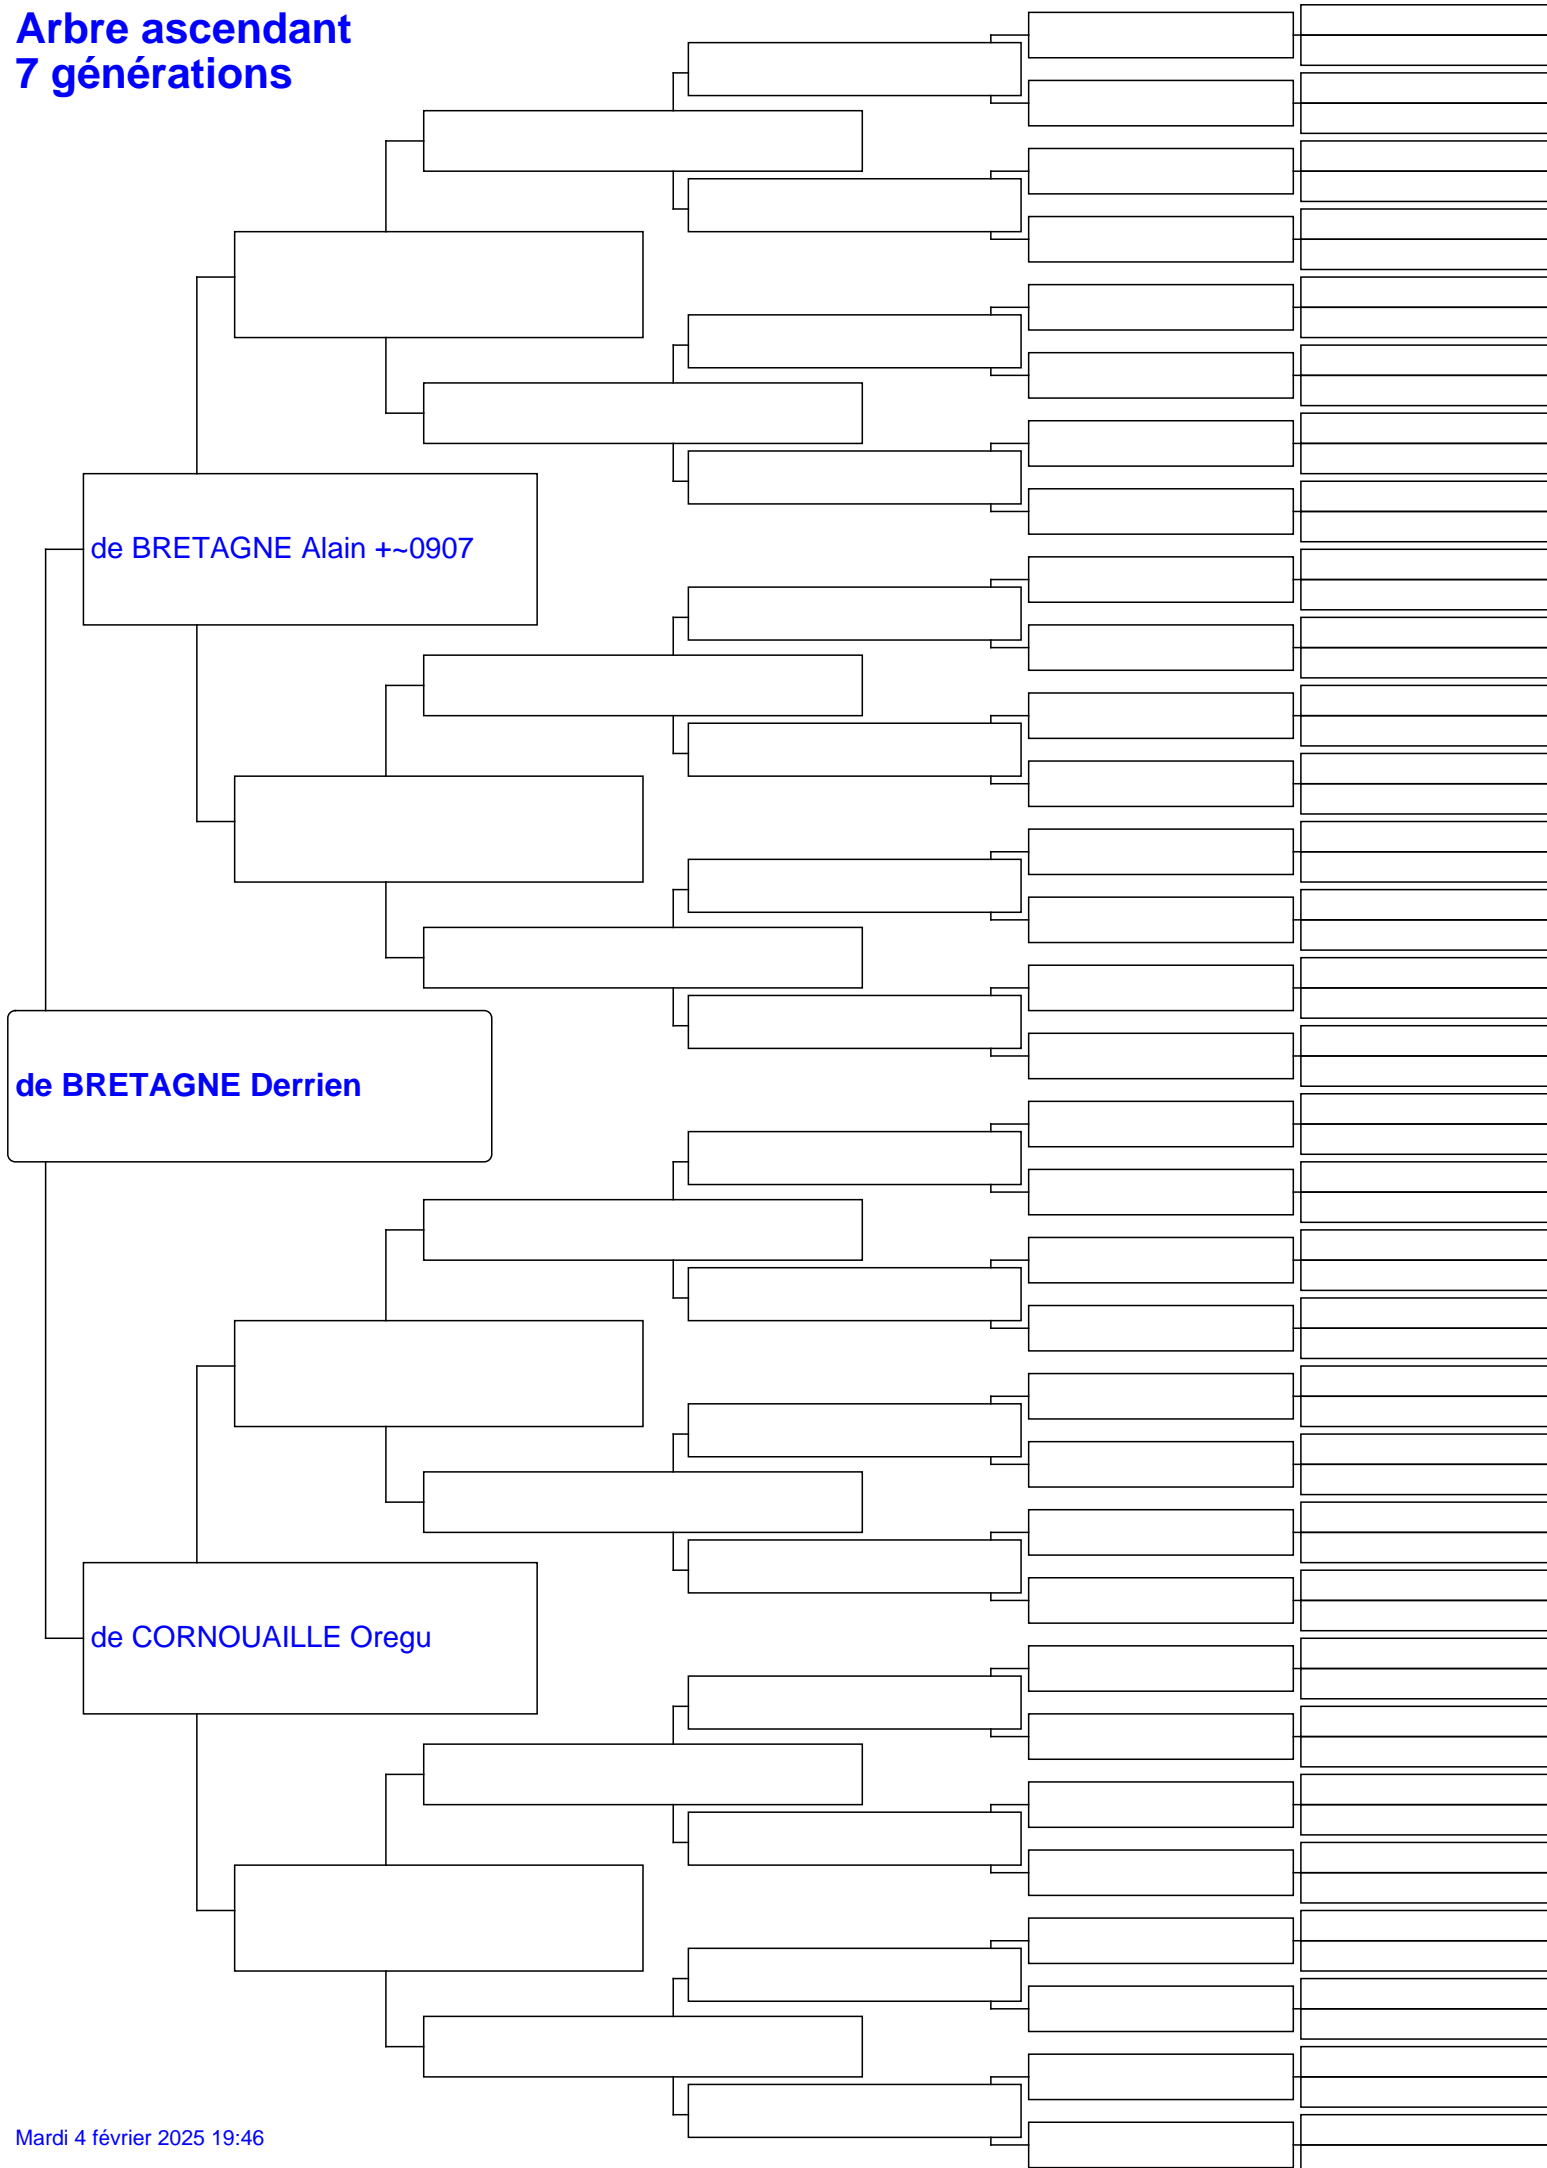 Arbre ascendant
7 générations
de BRETAGNE Alain +~0907
de BRETAGNE Derrien
de CORNOUAILLE Oregu
Mardi 4 février 2025 19:46